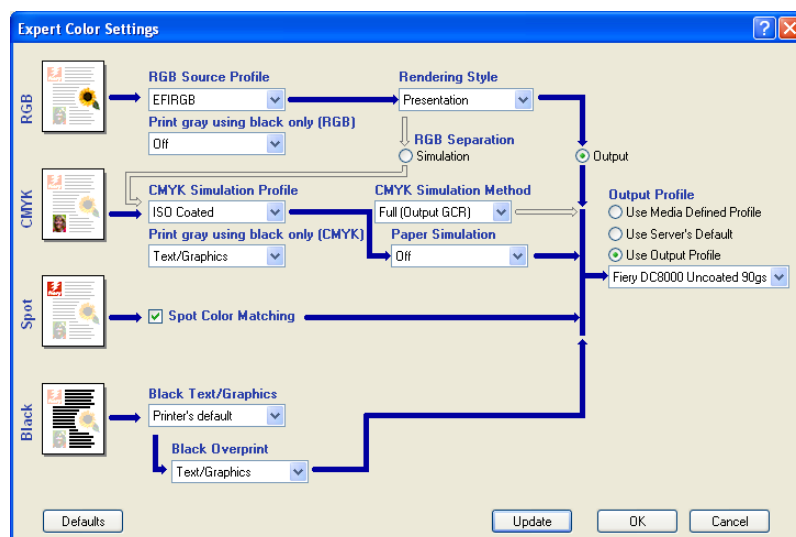 Expert Color Settings
RGB
RGB Source Profile
EFIRGB
Print gray using black only (RGB)
Off
Rendering Style
Presentation
RGB Separation
Simulation
Output
CMYK
CMYK Simulation Profile
ISO Coated
Print gray using black only (CMYK)
Text/Graphics
CMYK Simulation Method
Full (Output GCR)
Paper Simulation
Off
Output Profile
Use Media Defined Profile
Use Server's Default
Use Output Profile
Fiery DC8000 Uncoated 90gs
Spot
Spot Color Matching
Black
Black Text/Graphics
Printer's default
Black Overprint
Text/Graphics
Defaults
Update
OK
Cancel